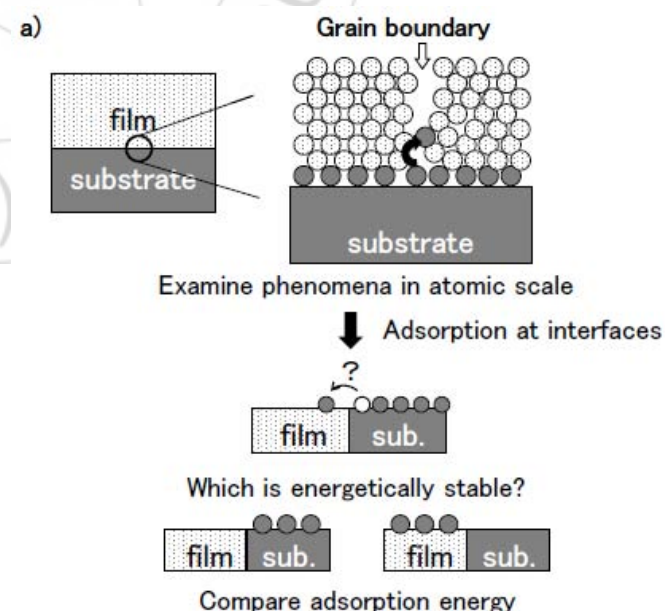 a)
Grain boundary
film
substrate
substrate
Examine phenomena in atomic scale
Adsorption at interfaces
?
film sub.
Which is energetically stable?
film sub. film sub.
Compare adsorption energy